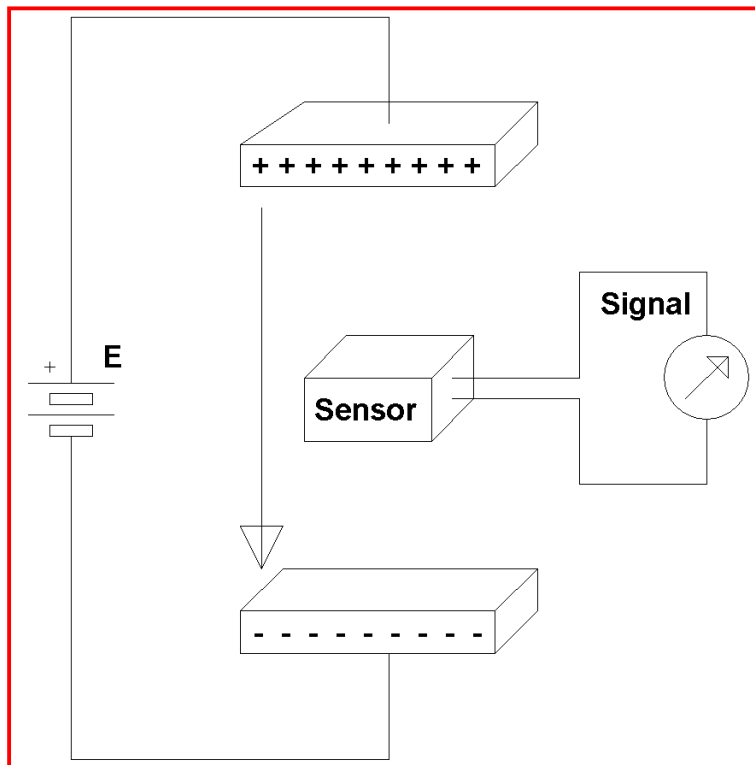 + + + + + + + + +
Signal
+ E
Sensor
- - - - - - - - -